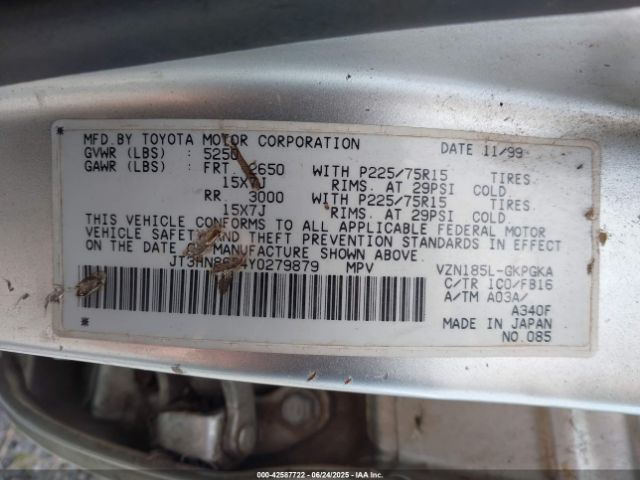 MFD.BY TOYOTA MOTOR CORPORATION DATE 11/99
GVWR (LBS) : 5250
GAWR (LBS) : FRT 2650 WITH P225/75R15 TIRES
15X7J RIMS. AT 29PSI COLD
RR 3000 WITH P225/75R15 TIRES
15X7J RIMS. AT 29PSI COLD
THIS VEHICLE CONFORMS TO ALL APPLICABLE FEDERAL MOTOR
VEHICLE SAFETY AND THEFT PREVENTION STANDARDS IN EFFECT
ON THE DATE OF MANUFACTURE SHOWN ABOVE.
MPV VZN185L-GKPGKA
C/TR 1C0/FB16
A/TM A03A/
A340F
MADE IN JAPAN
NO.085
000-42587722 - 06/24/2025 - IAA Inc.